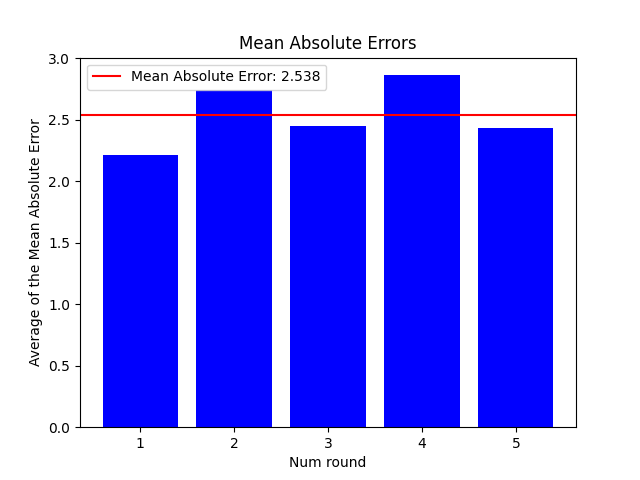 Mean Absolute Errors
Mean Absolute Error: 2.538
3.0
2.5
2.0
1.5
1.0
0.5
0.0
Average of the Mean Absolute Error
1 2 3 4 5
Num round